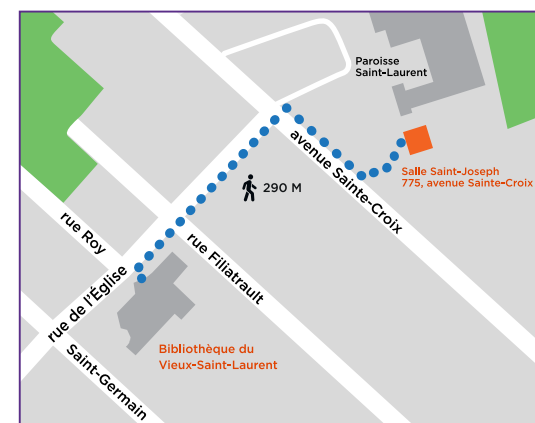 Paroisse
Saint-Laurent
avenue Sainte-Croix
Salle Saint-Joseph
775, avenue Sainte-Croix
290 M
rue Roy
rue Filiatrault
rue de l'Église
Bibliothèque du
Vieux-Saint-Laurent
Saint-Germain